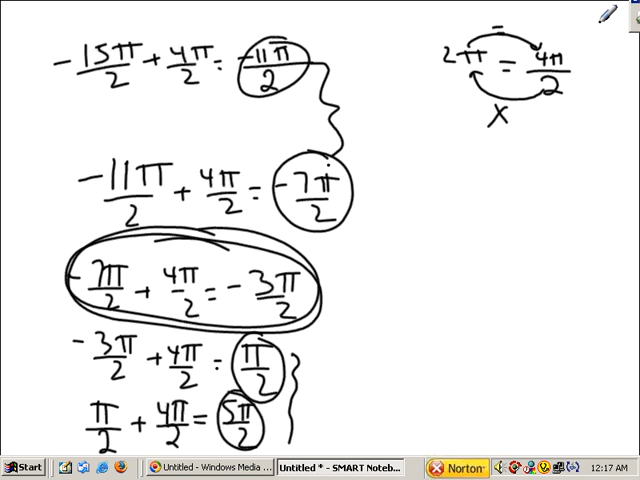 -15π/2 + 4π/2 = -11π/2
2π = 4π/2
x
-11π/2 + 4π/2 = -7π/2
-7π/2 + 4π/2 = -3π/2
-3π/2 + 4π/2 = π/2
π/2 + 4π/2 = 5π/2
Start Untitled - Windows Media ... Untitled * - SMART Noteb... Norton 12:17 AM